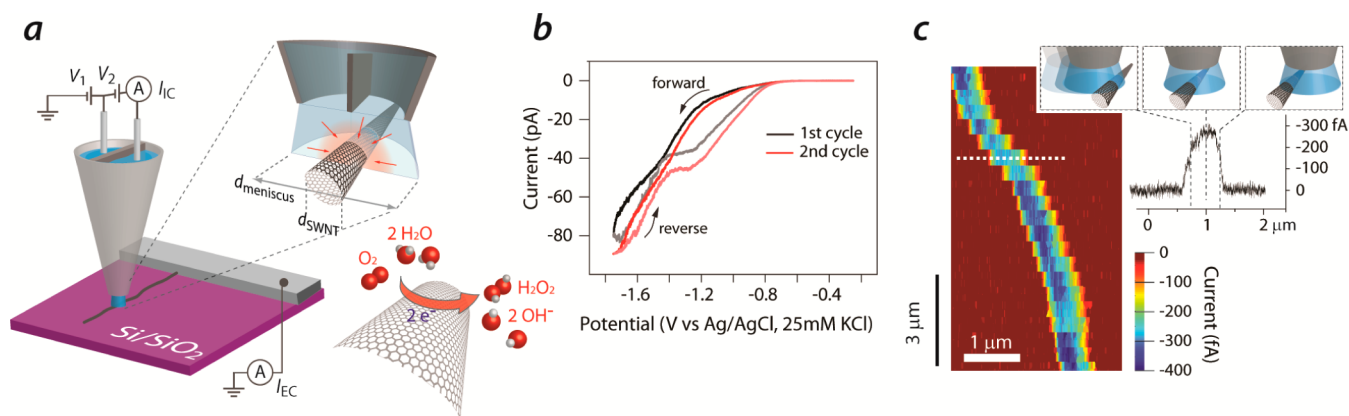 a
V1
V2
A
IIC
dmeniscus
dSWNT
Si/SiO2
A
IEC
O2
2 H2O
2 e-
H2O2
2 OH−
b
0
-20
-40
-60
-80
Current (pA)
forward
1st cycle
2nd cycle
reverse
-1.6
-1.2
-0.8
-0.4
Potential (V vs Ag/AgCl, 25mM KCl)
c
3 µm
1 µm
-300 fA
-200
-100
0
0
1
2 µm
0
-100
-200
-300
-400
Current (fA)